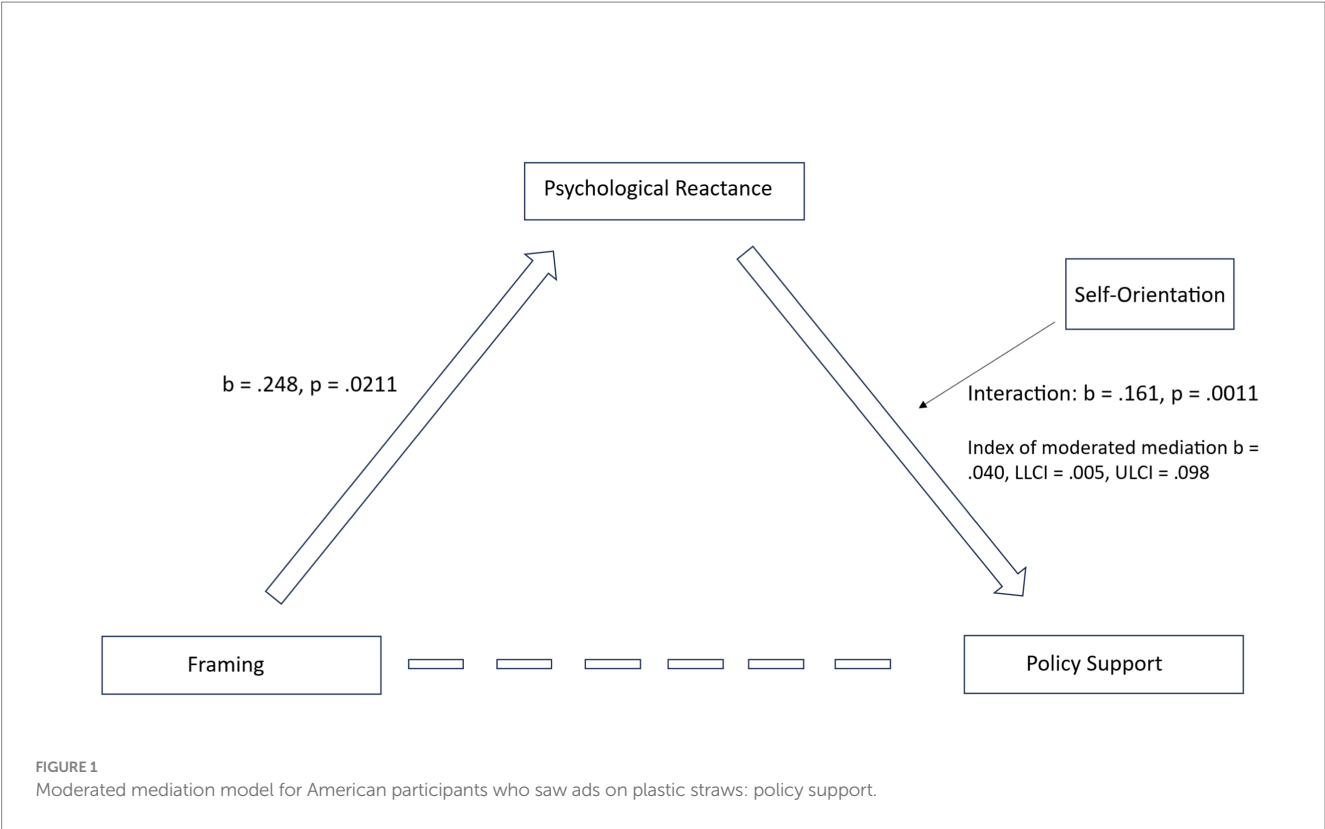 Psychological Reactance
Self-Orientation
b = .248, p = .0211
Interaction: b = .161, p = .0011
Index of moderated mediation b =
.040, LLCI = .005, ULCI = .098
Framing
Policy Support
FIGURE 1
Moderated mediation model for American participants who saw ads on plastic straws: policy support.